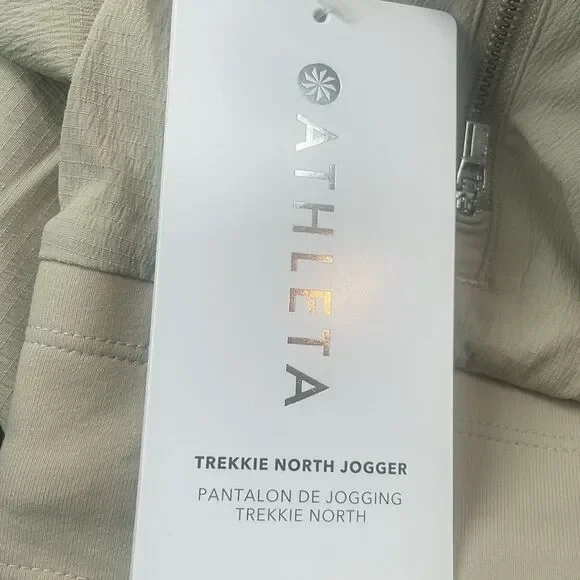 ATHLETA
TREKKIE NORTH JOGGER
PANTALON DE JOGGING
TREKKIE NORTH